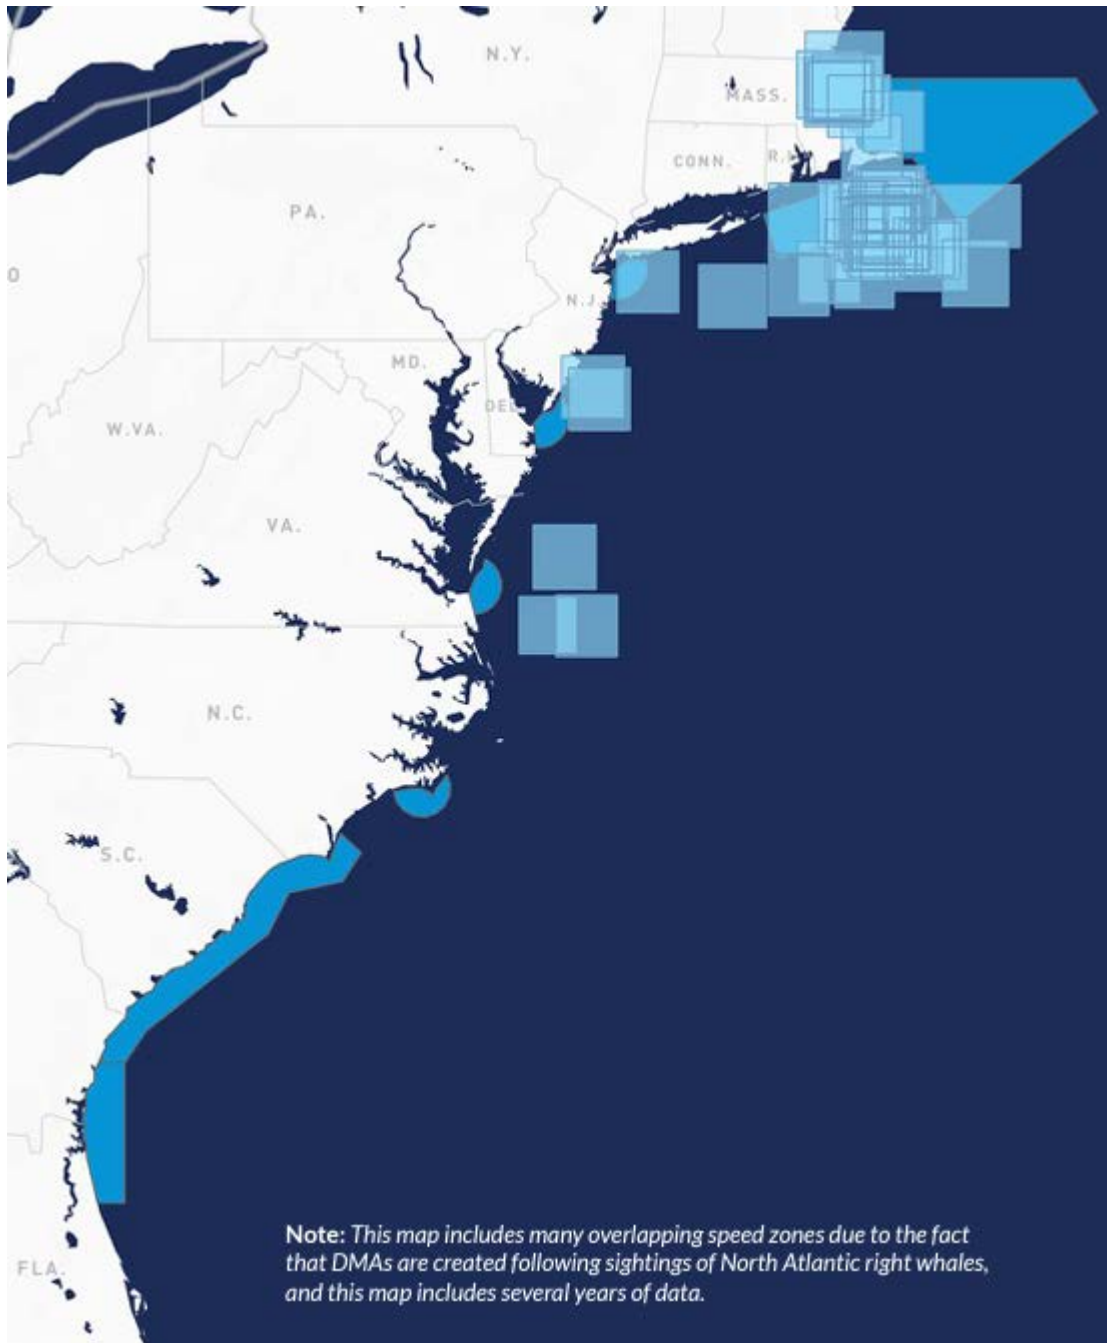 N.Y.
MASS.
CONN.
R.I.
PA.
O
N.J.
MD.
DEL.
W.VA.
VA.
N.C.
S.C.
Note: This map includes many overlapping speed zones due to the fact
that DMAs are created following sightings of North Atlantic right whales,
and this map includes several years of data.
FLA.